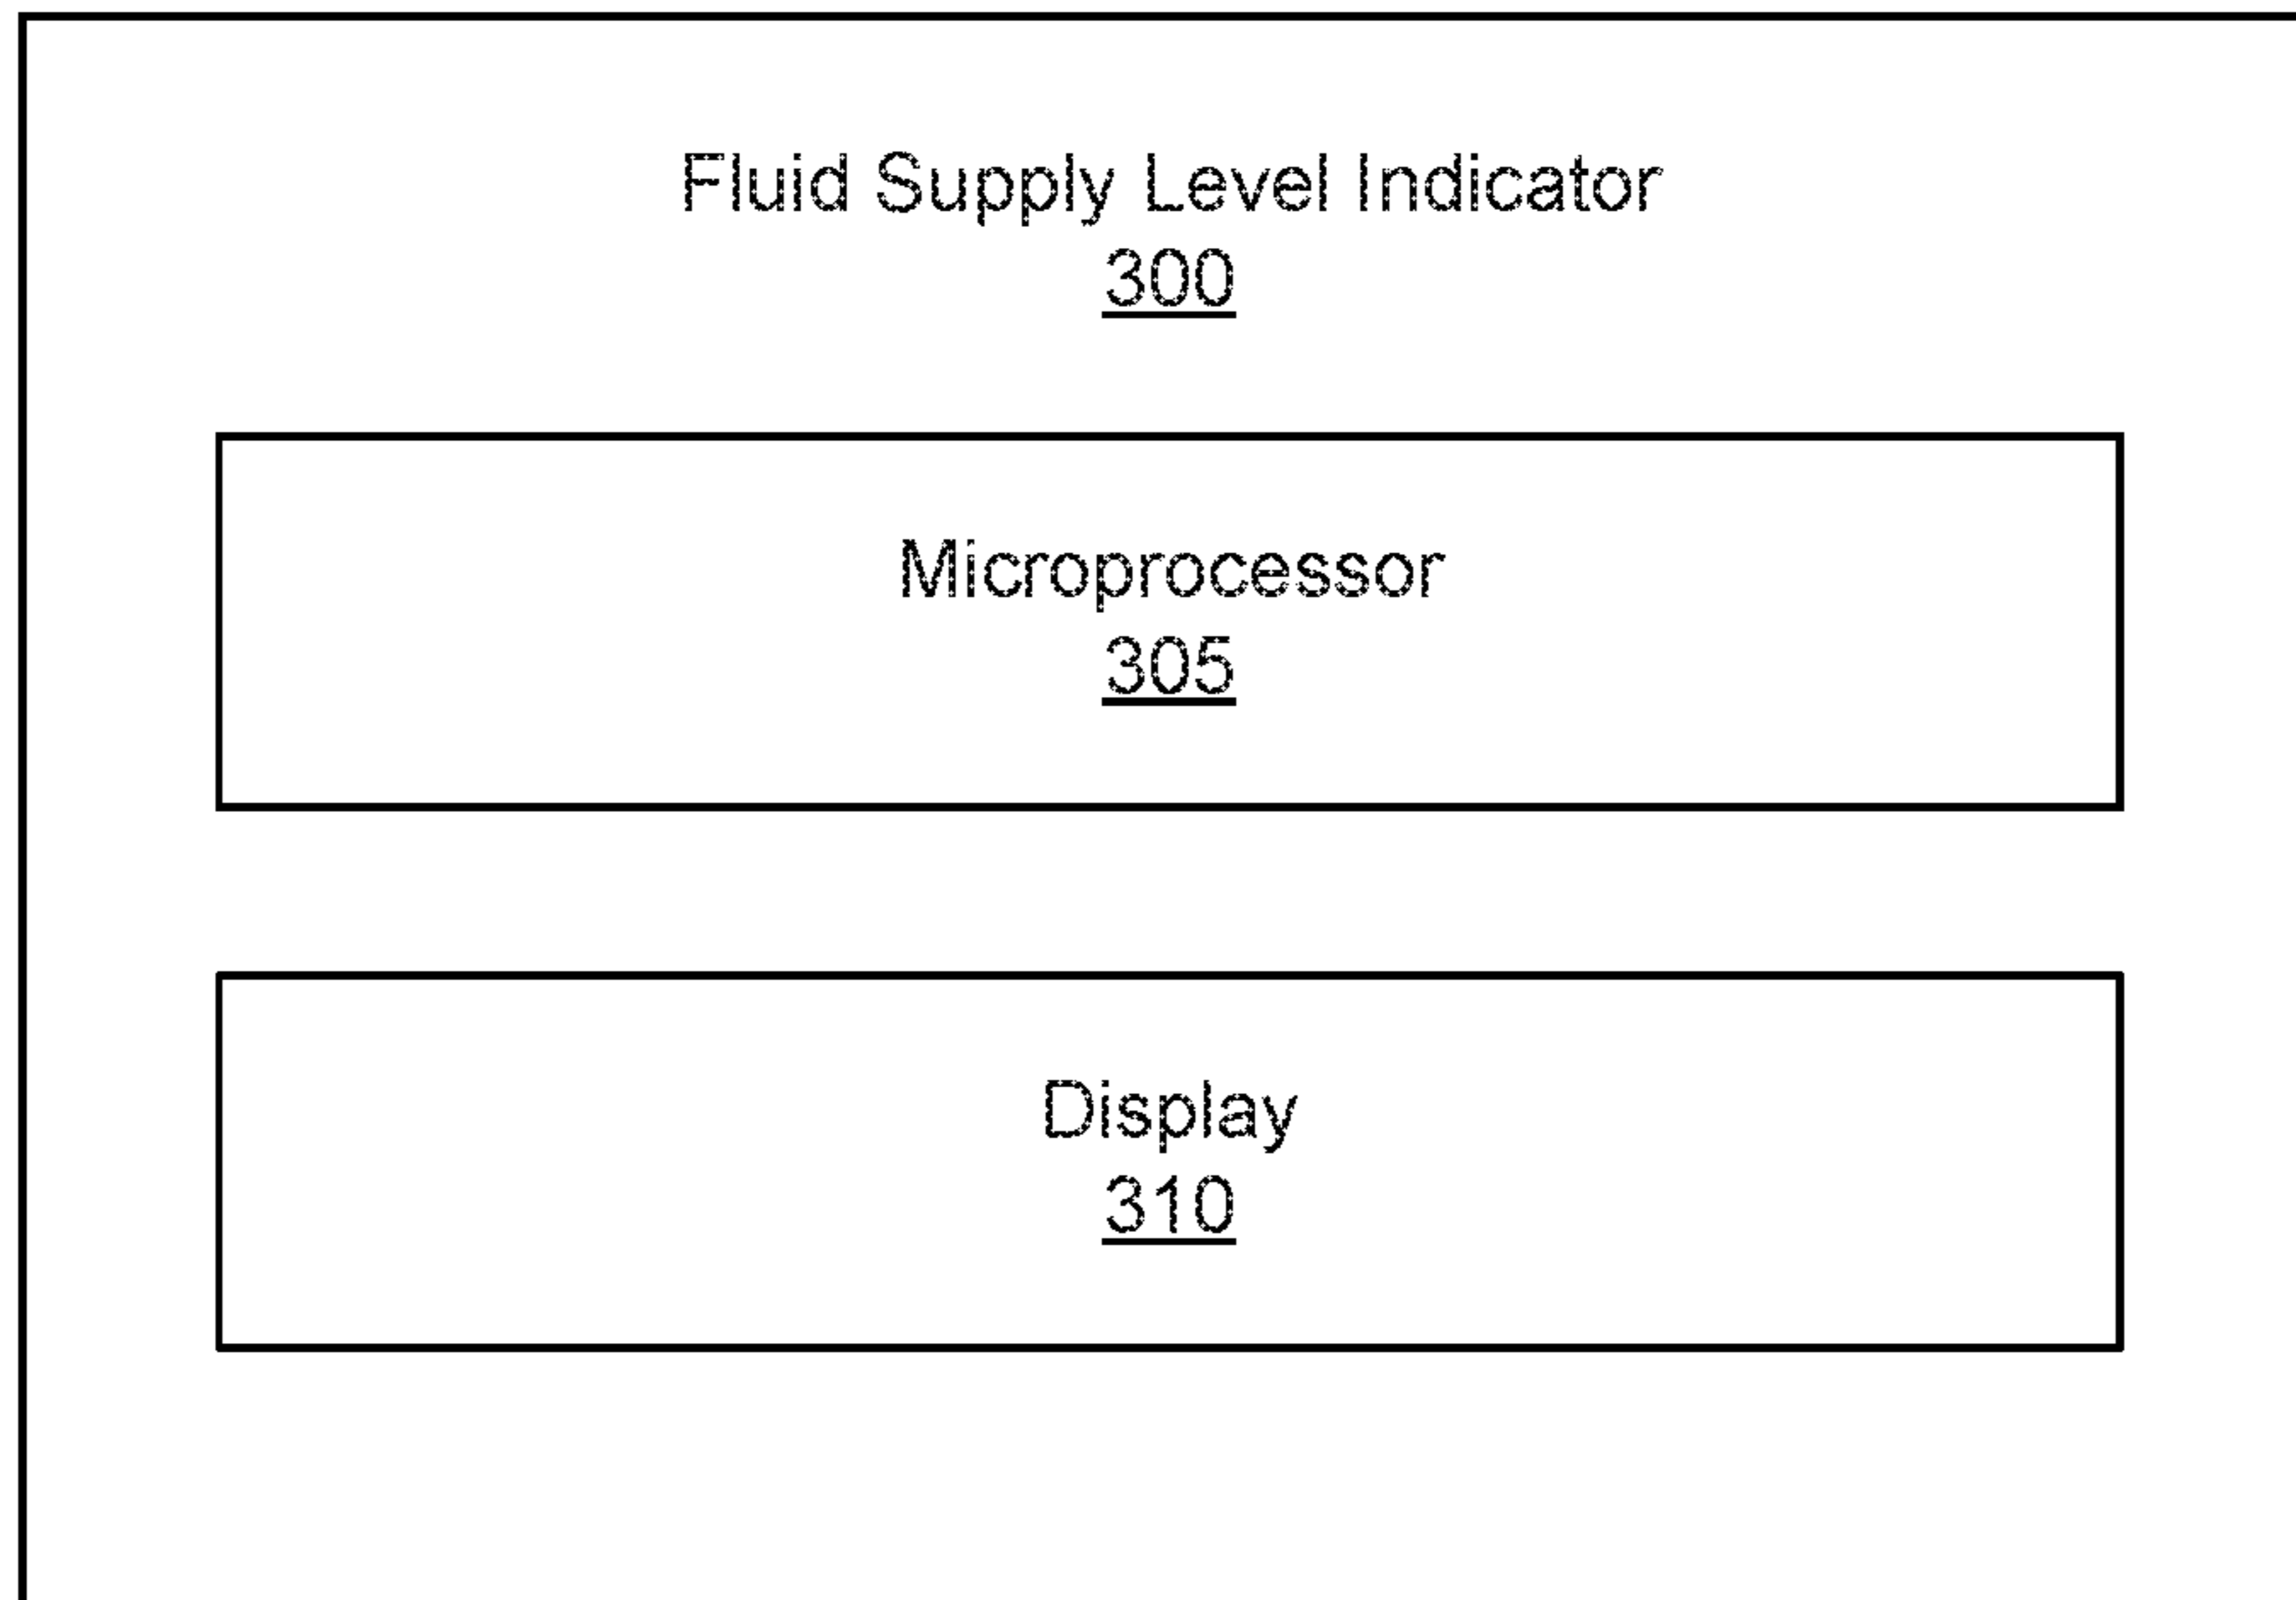 Fluid Supply Level Indicator
300
Microprocessor
305
Display
310